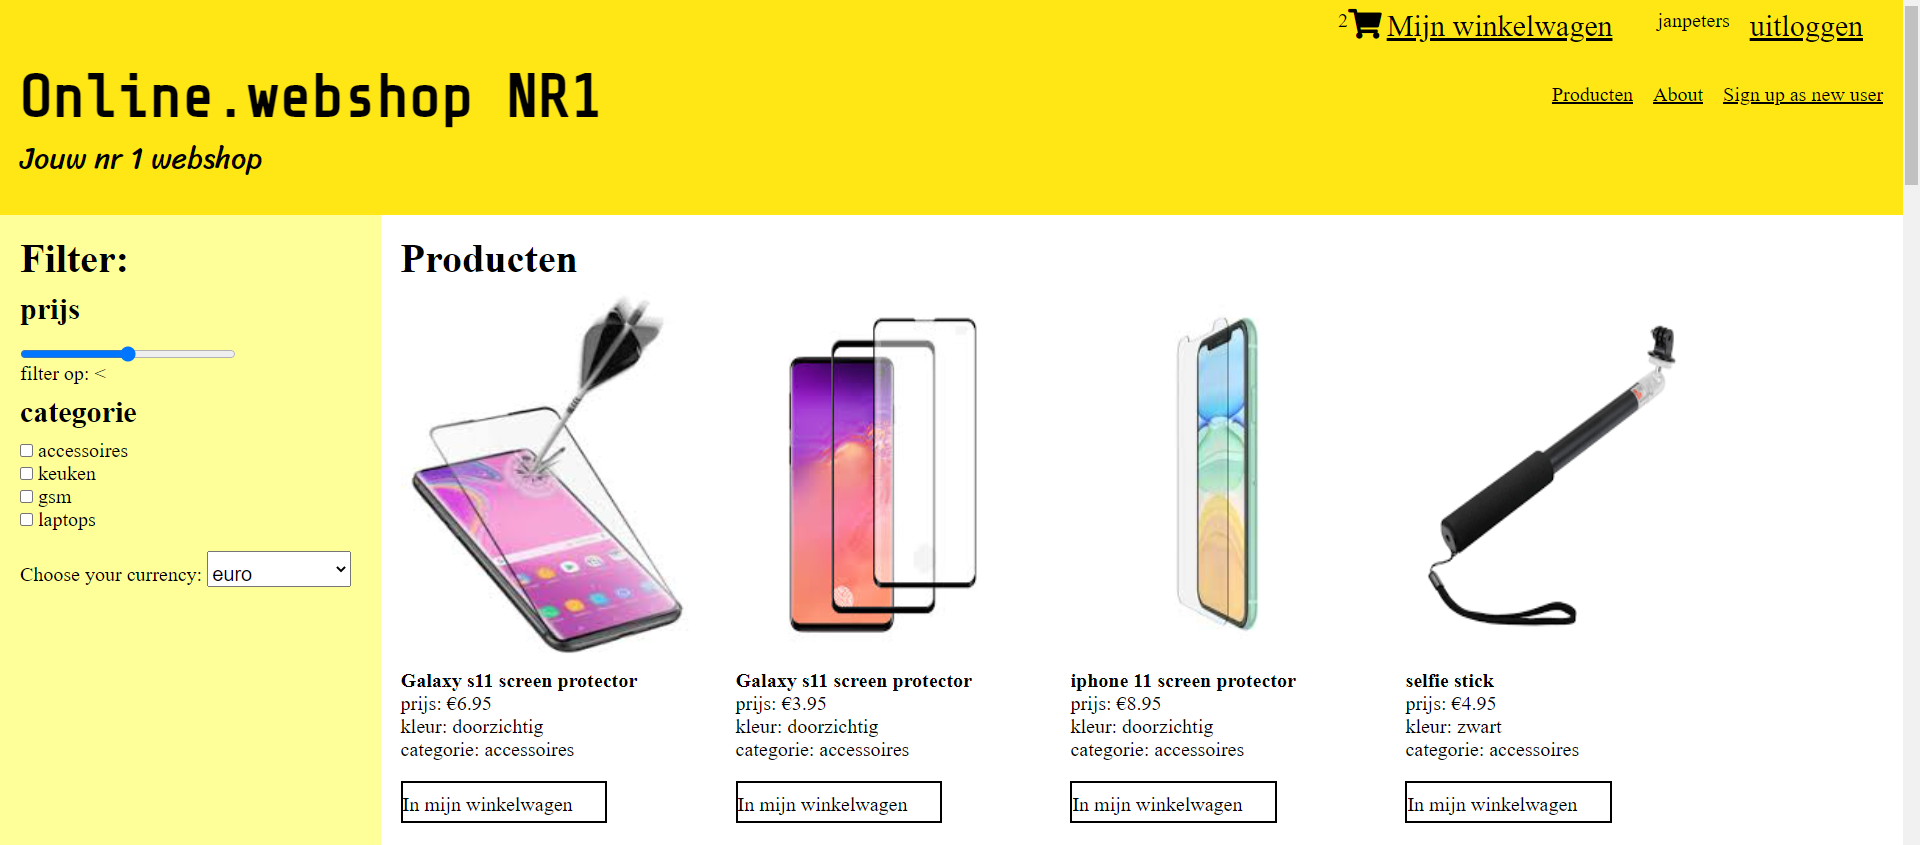 2 Mijn winkelwagen janpeters uitloggen
Online.webshop NR1
Producten About Sign up as new user
Jouw nr 1 webshop
Filter:
prijs
filter op: <
categorie
accessoires
keuken
gsm
laptops
Choose your currency: euro
Producten
Galaxy s11 screen protector
prijs: €6.95
kleur: doorzichtig
categorie: accessoires
In mijn winkelwagen
Galaxy s11 screen protector
prijs: €3.95
kleur: doorzichtig
categorie: accessoires
In mijn winkelwagen
iphone 11 screen protector
prijs: €8.95
kleur: doorzichtig
categorie: accessoires
In mijn winkelwagen
selfie stick
prijs: €4.95
kleur: zwart
categorie: accessoires
In mijn winkelwagen